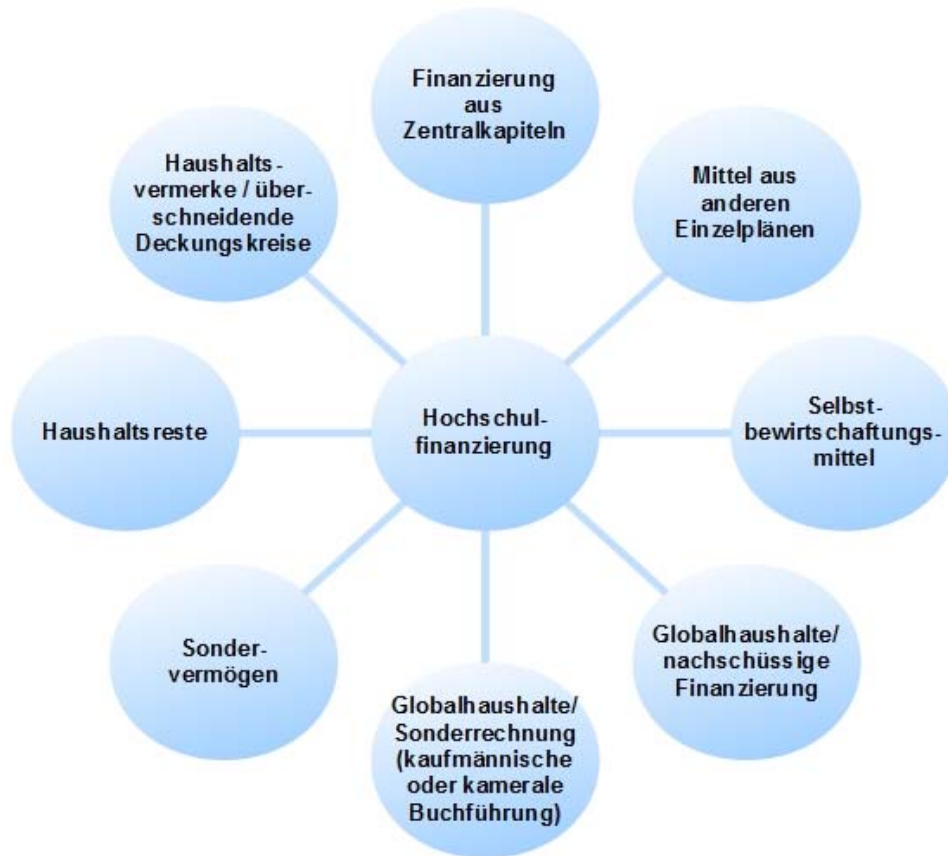 Finanzierung
aus
Zentralkapiteln
Mittel aus
anderen
Einzelplänen
Selbst-
bewirtschaftungs-
mittel
Globalhaushalte/
nachschüssige
Finanzierung
Globalhaushalte/
Sonderrechnung
(kaufmännische
oder kamerale
Buchführung)
Sonder-
vermögen
Haushaltsreste
Haushalts-
vermerke / über-
schneidende
Deckungskreise
Hochschul-
finanzierung